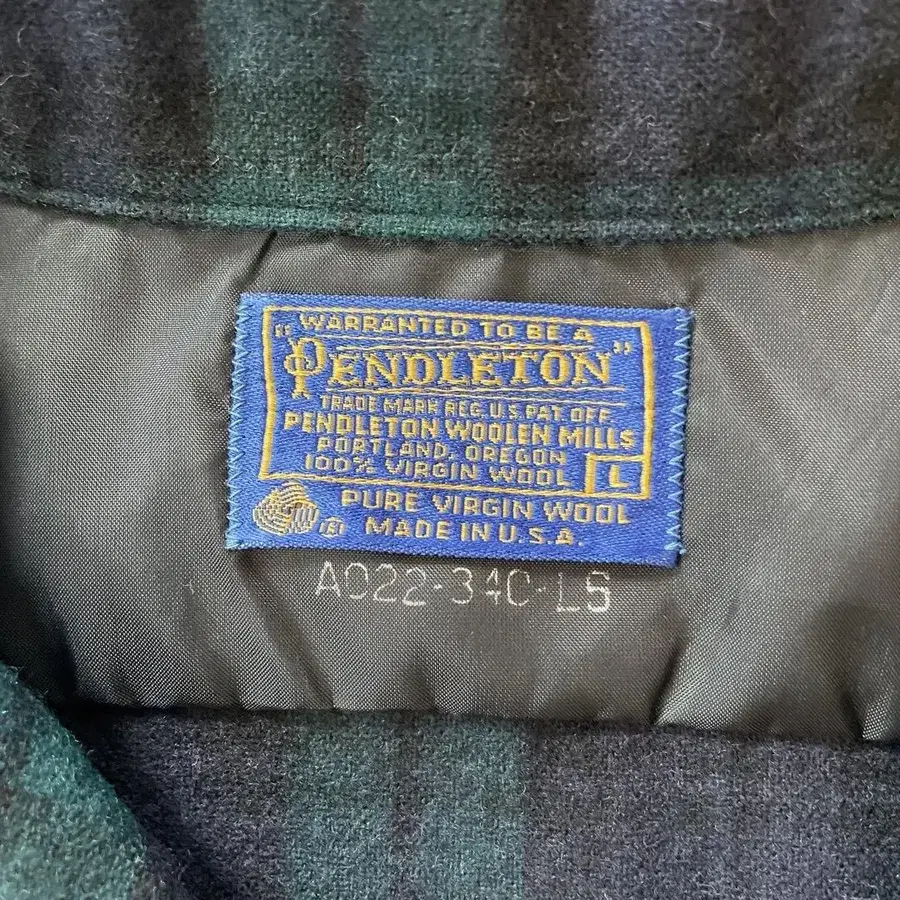 WARRANTED TO BE A
"PENDLETON"
TRADE MARK REG. U.S. PAT. OFF.
PENDLETON WOOLEN MILLS
PORTLAND, OREGON
100% VIRGIN WOOL L
PURE VIRGIN WOOL
® MADE IN U.S.A.
A022-340-LS